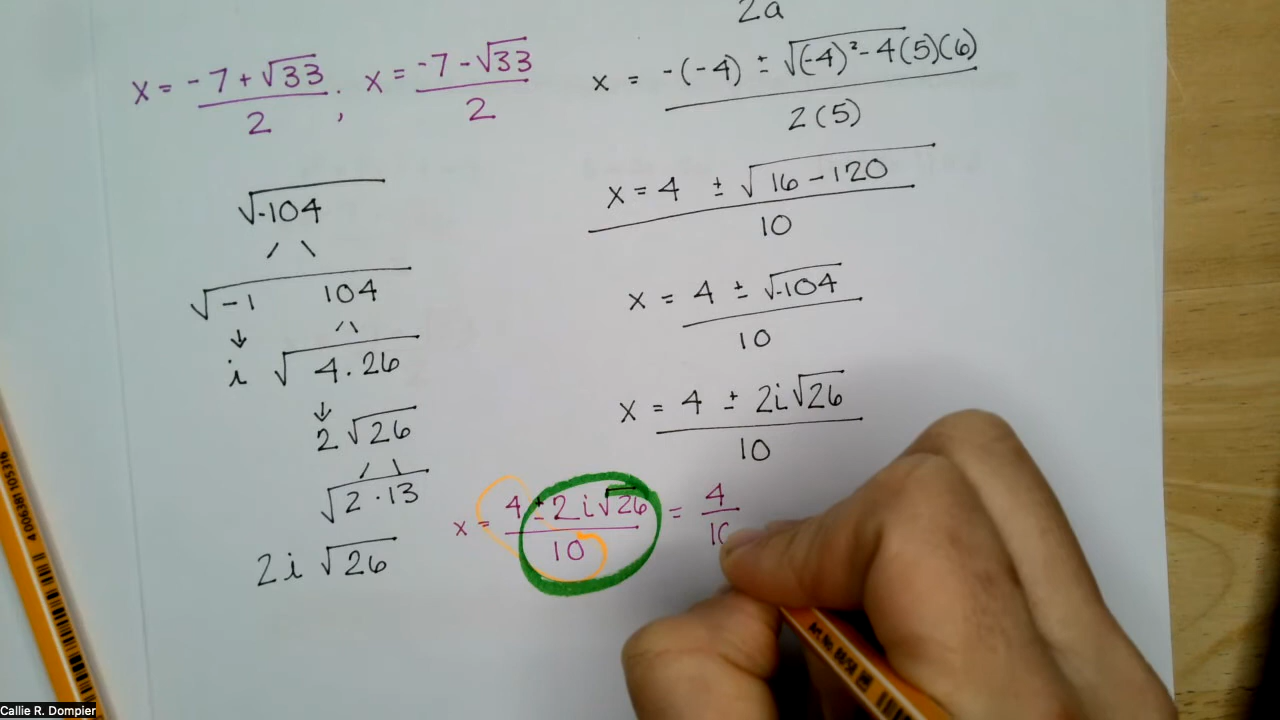 2a
x = -7 + √33 / 2 ; x = -7 - √33 / 2
x = -(-4) ± √(-4)² - 4(5)(6) / 2(5)
√-104
x = 4 ± √16 - 120 / 10
√-1 104
x = 4 ± √-104 / 10
i √4 · 26
x = 4 ± 2i√26 / 10
2 √26
√2 · 13
x = 4 ± 2i√26 / 10 = 4 / 10
2i √26
4006381105316
Callie R. Dompier